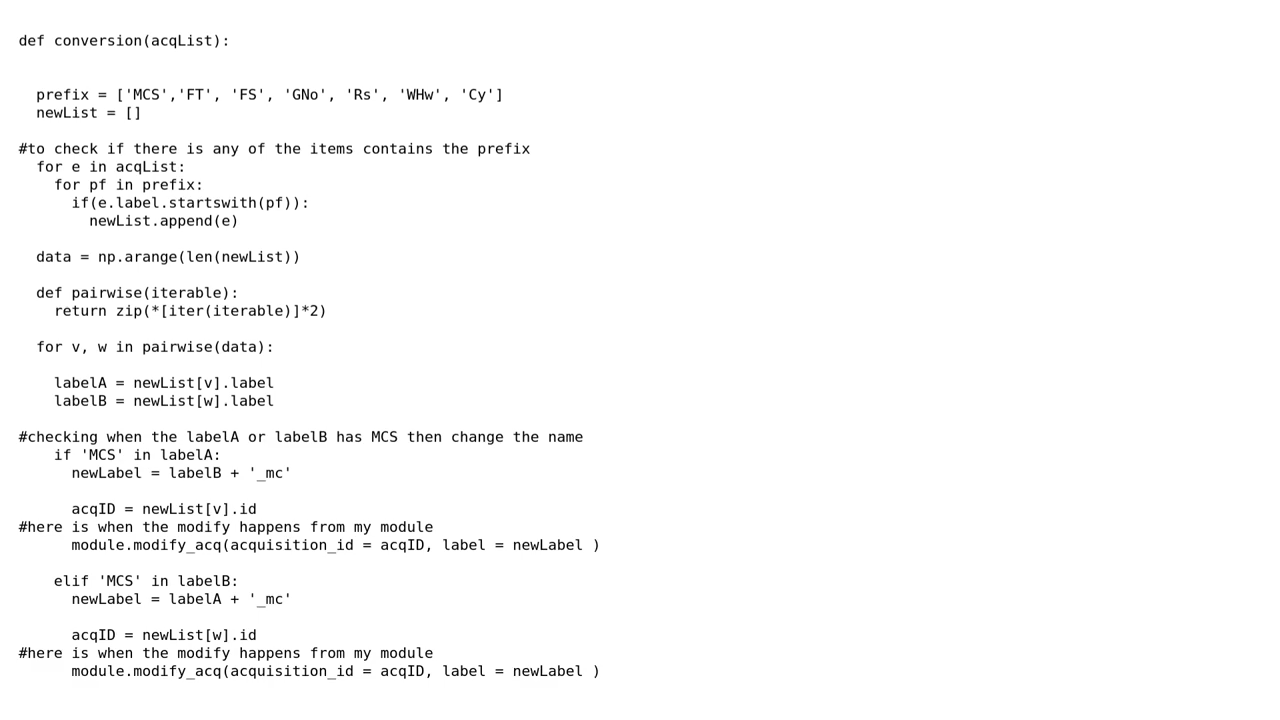 def conversion(acqList):
  prefix = ['MCS','FT', 'FS', 'GNo', 'Rs', 'WHw', 'Cy']
  newList = []
#to check if there is any of the items contains the prefix
  for e in acqList:
    for pf in prefix:
      if(e.label.startswith(pf)):
        newList.append(e)
  data = np.arange(len(newList))
  def pairwise(iterable):
    return zip(*[iter(iterable)]*2)
  for v, w in pairwise(data):
    labelA = newList[v].label
    labelB = newList[w].label
#checking when the labelA or labelB has MCS then change the name
    if 'MCS' in labelA:
      newLabel = labelB + '_mc'
      acqID = newList[v].id
#here is when the modify happens from my module
      module.modify_acq(acquisition_id = acqID, label = newLabel )
    elif 'MCS' in labelB:
      newLabel = labelA + '_mc'
      acqID = newList[w].id
#here is when the modify happens from my module
      module.modify_acq(acquisition_id = acqID, label = newLabel )